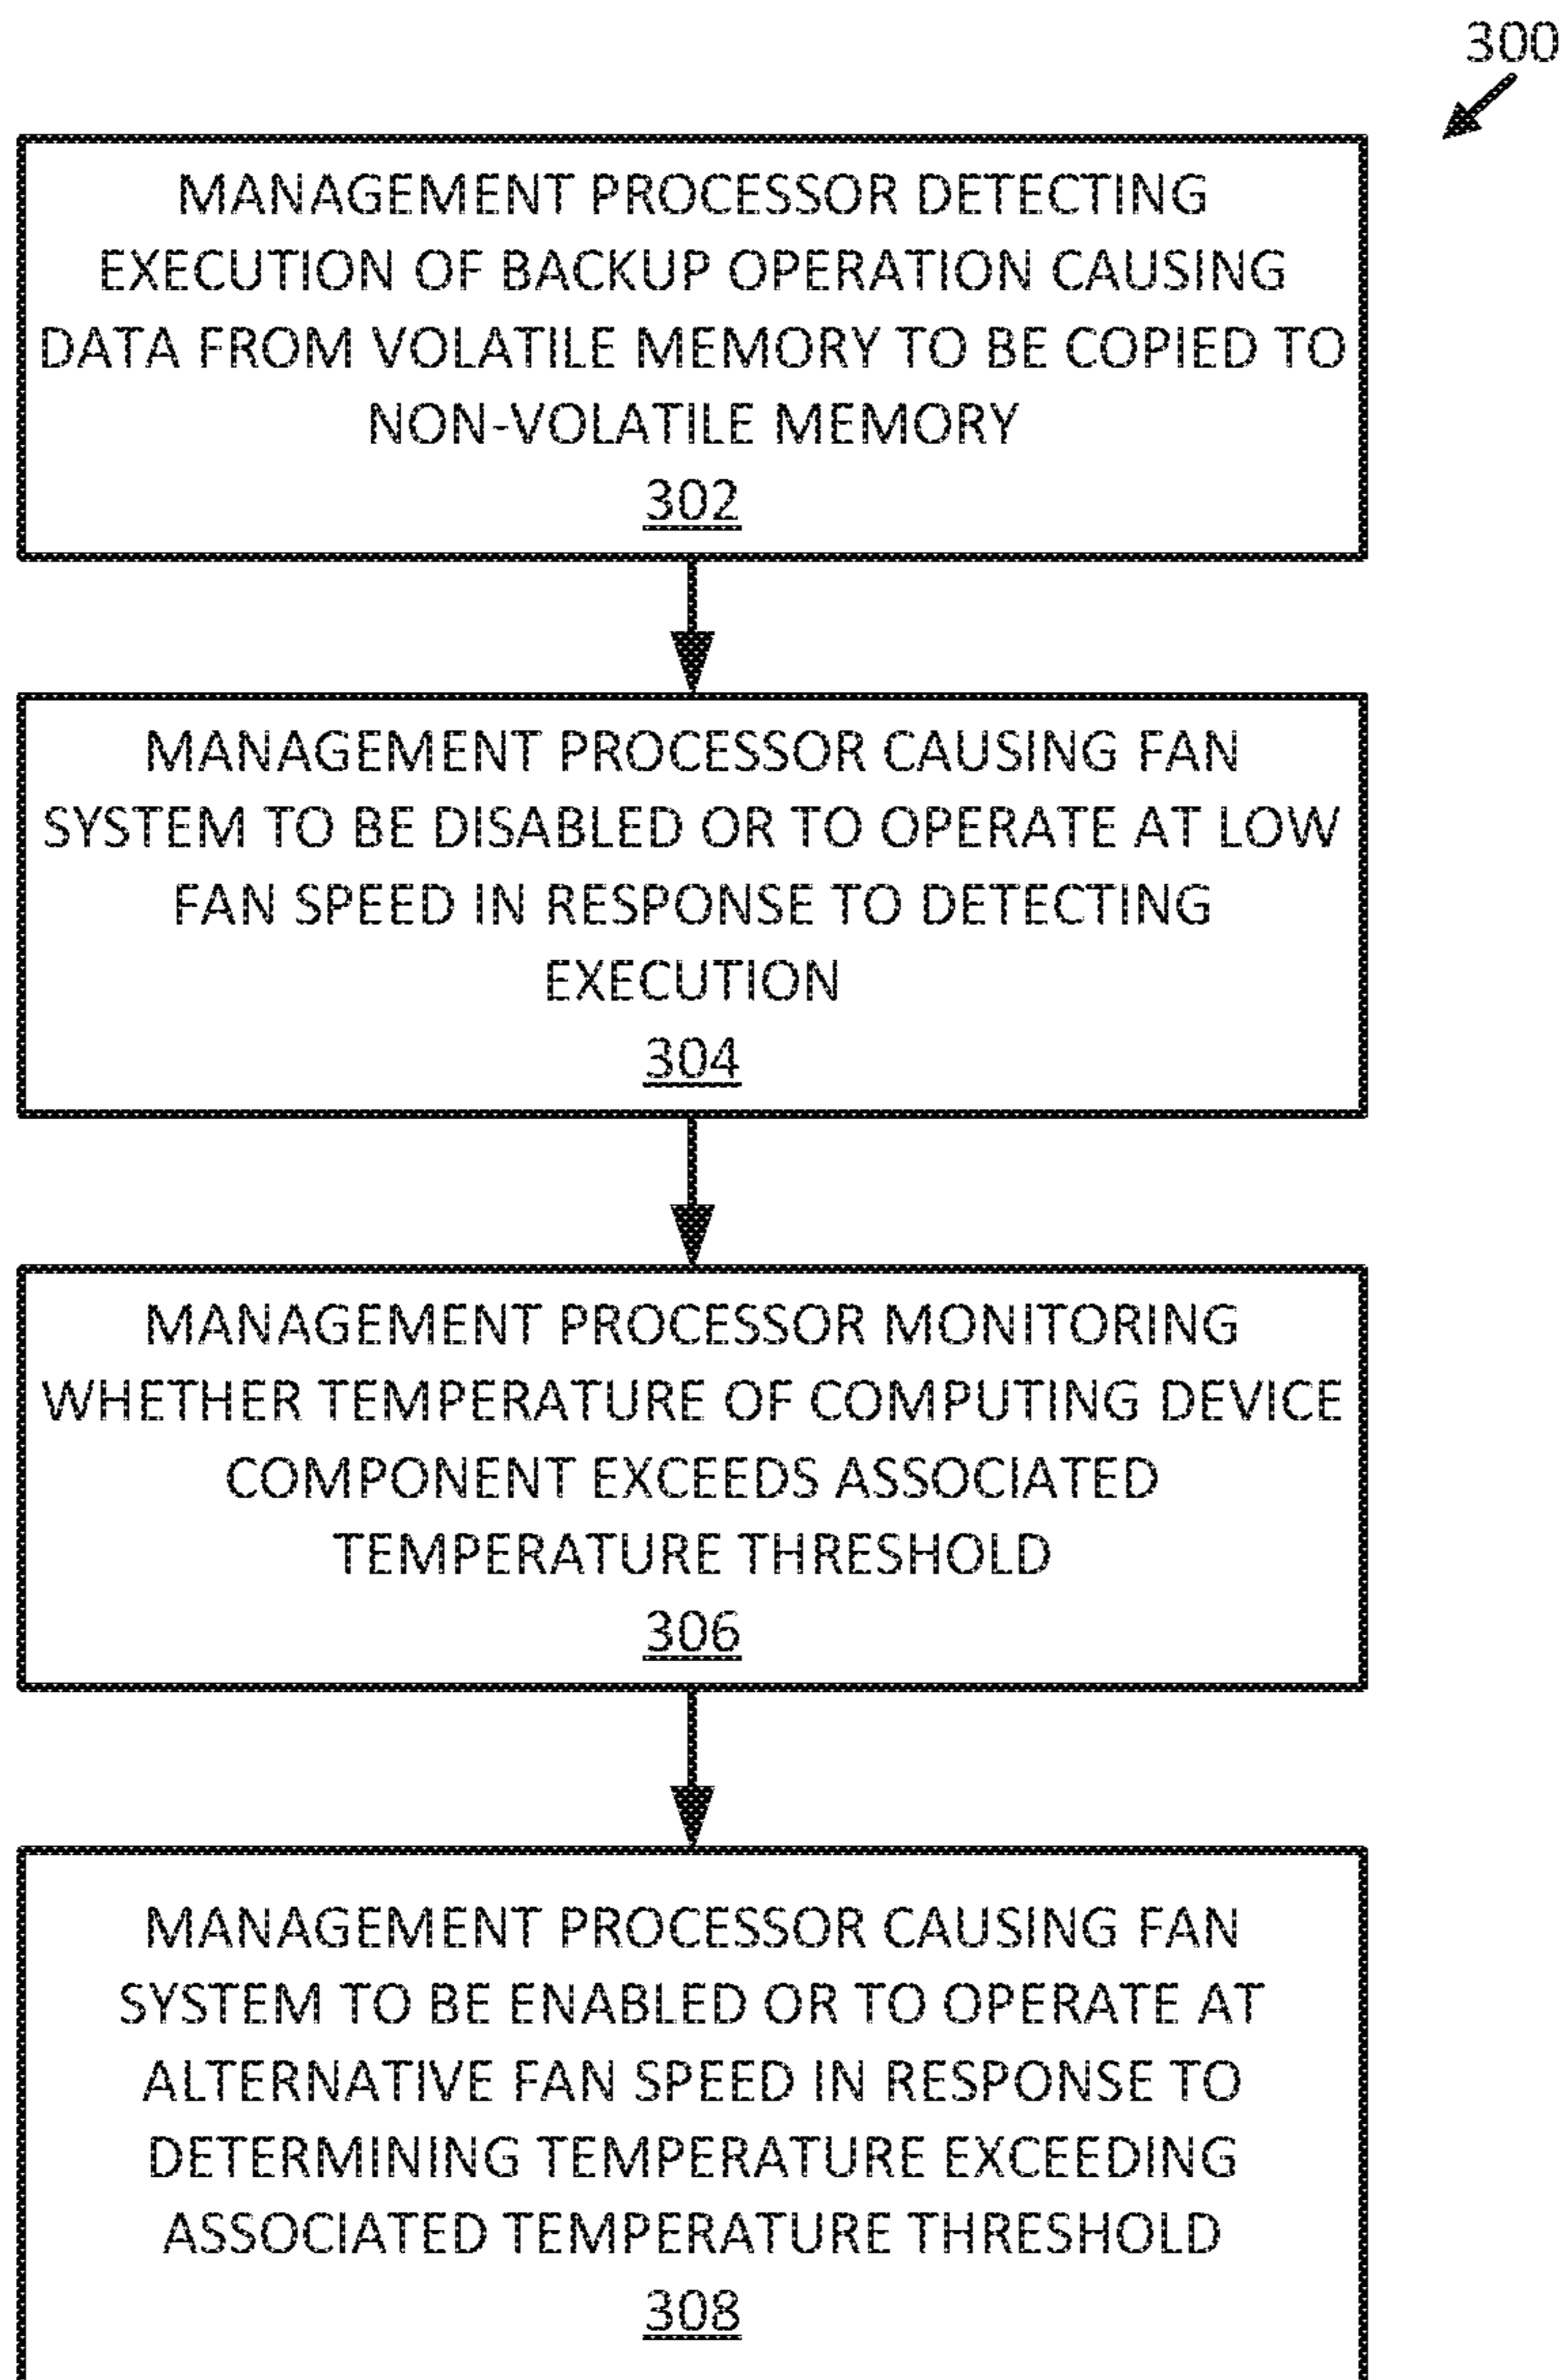 300
MANAGEMENT PROCESSOR DETECTING
EXECUTION OF BACKUP OPERATION CAUSING
DATA FROM VOLATILE MEMORY TO BE COPIED TO
NON-VOLATILE MEMORY
302
MANAGEMENT PROCESSOR CAUSING FAN
SYSTEM TO BE DISABLED OR TO OPERATE AT LOW
FAN SPEED IN RESPONSE TO DETECTING
EXECUTION
304
MANAGEMENT PROCESSOR MONITORING
WHETHER TEMPERATURE OF COMPUTING DEVICE
COMPONENT EXCEEDS ASSOCIATED
TEMPERATURE THRESHOLD
306
MANAGEMENT PROCESSOR CAUSING FAN
SYSTEM TO BE ENABLED OR TO OPERATE AT
ALTERNATIVE FAN SPEED IN RESPONSE TO
DETERMINING TEMPERATURE EXCEEDING
ASSOCIATED TEMPERATURE THRESHOLD
308